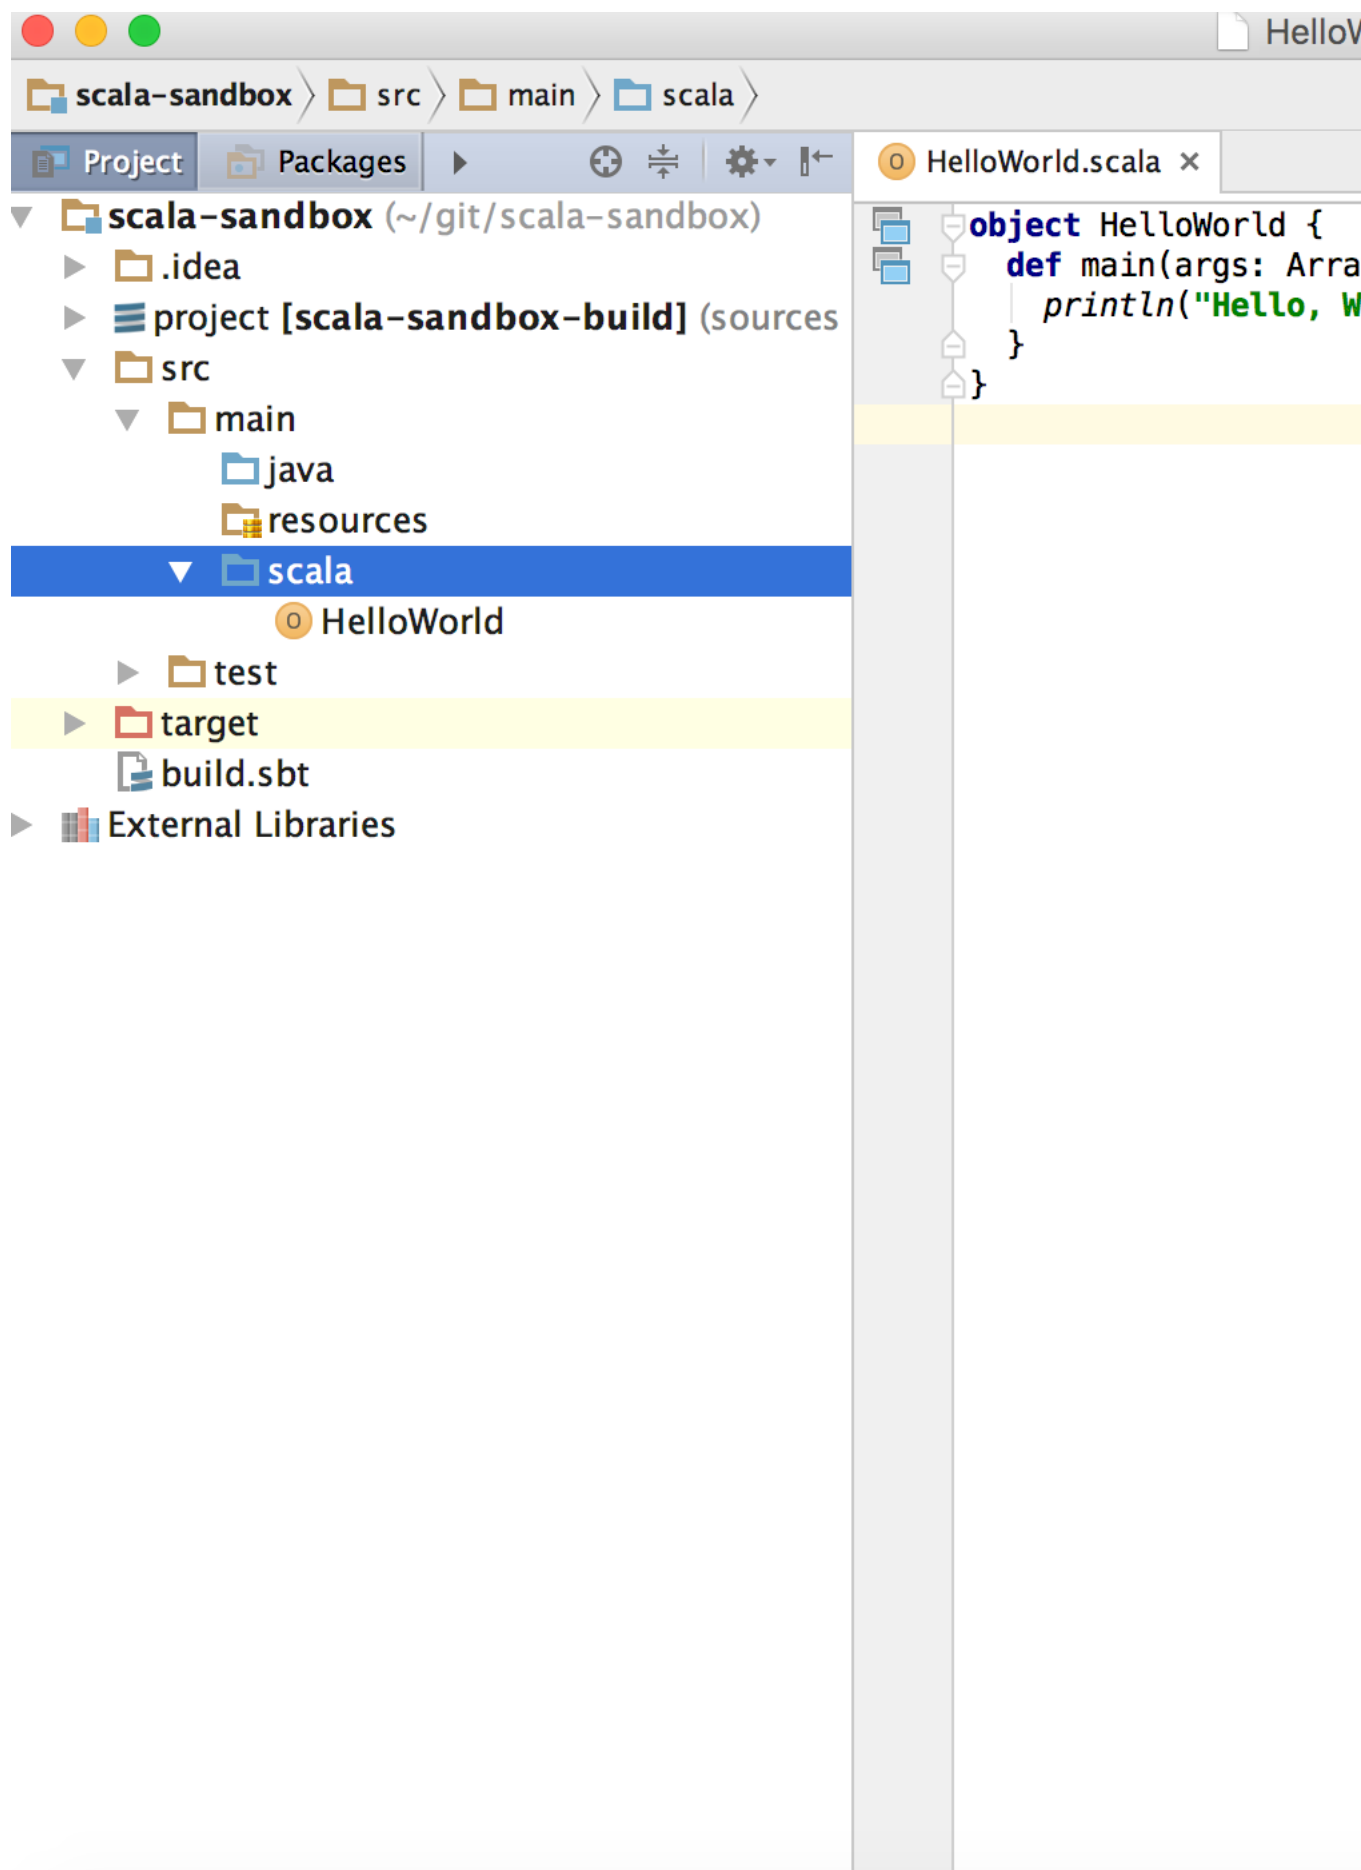 HelloW
scala-sandbox src main scala
Project Packages
HelloWorld.scala
scala-sandbox (~/git/scala-sandbox)
.idea
project [scala-sandbox-build] (sources
src
main
java
resources
scala
HelloWorld
test
target
build.sbt
External Libraries
object HelloWorld {
def main(args: Arra
println("Hello, W
}
}